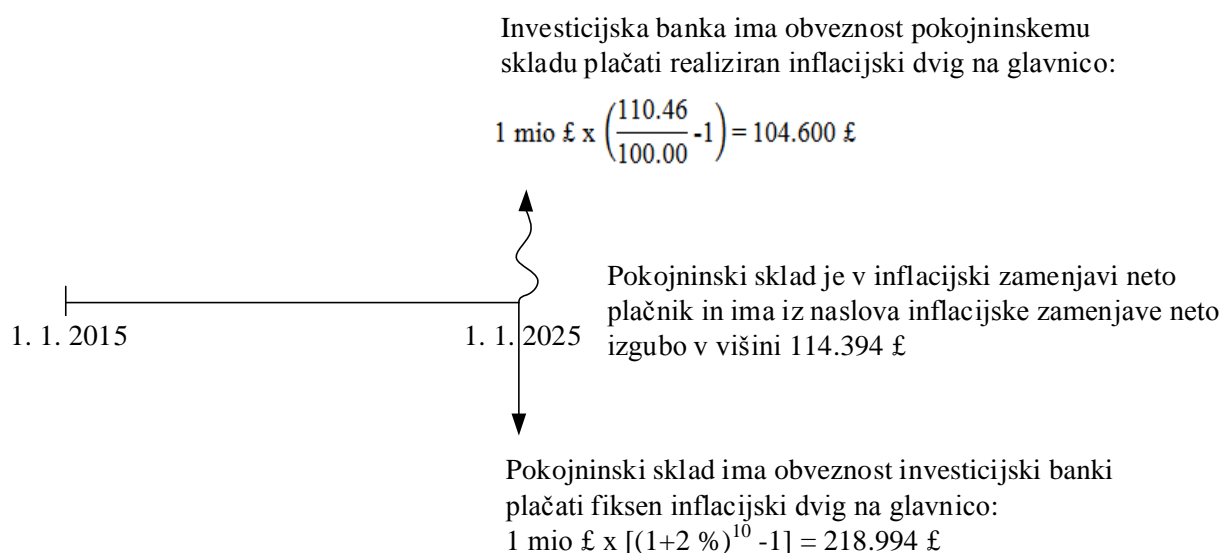 Investicijska banka ima obveznost pokojninskemu
skladu plačati realiziran inflacijski dvig na glavnico:
1 mio £ x (110.46/100.00 -1) = 104.600 £
Pokojninski sklad je v inflacijski zamenjavi neto
plačnik in ima iz naslova inflacijske zamenjave neto
izgubo v višini 114.394 £
1. 1. 2015 1. 1. 2025
Pokojninski sklad ima obveznost investicijski banki
plačati fiksen inflacijski dvig na glavnico:
1 mio £ x [(1+2 %)^10 -1] = 218.994 £